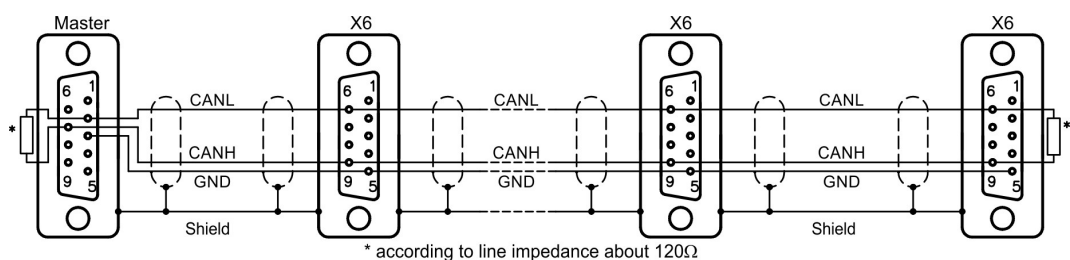 Master X6 X6 X6
6 1 6 1 6 1 6 1
CANL CANL CANL
* *
CANH CANH CANH
9 5 9 5 9 5 9 5
GND GND GND
Shield Shield
* according to line impedance about 120Ω